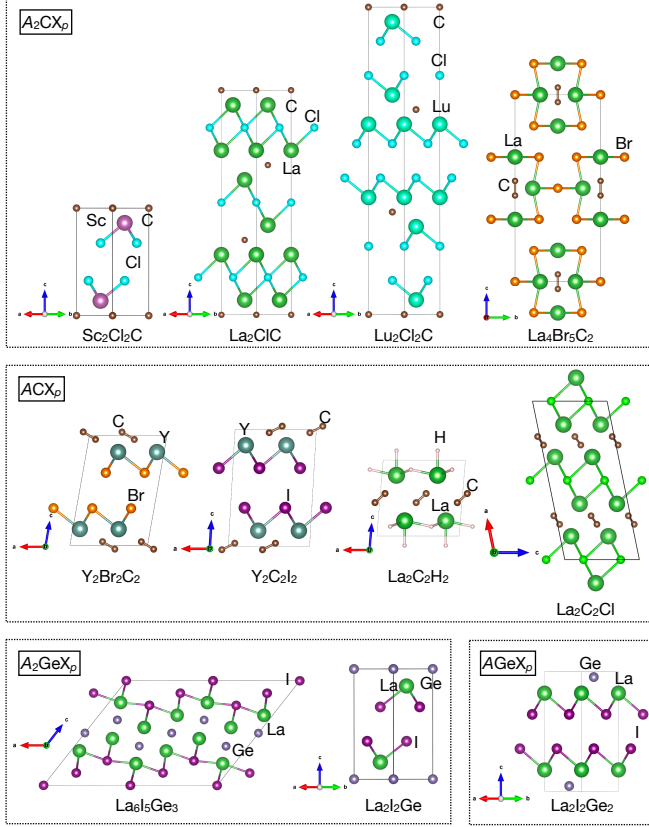 A₂CXₚ
C
Cl
Lu
C
Cl
La
La
Br
C
Sc
C
Cl
c
a
b
c
a
b
c
a
b
c
a
b
Sc₂Cl₂C
La₂ClC
Lu₂Cl₂C
La₄Br₅C₂
ACXₚ
C
Y
Br
Y
C
I
H
C
La
c
a
b
c
a
b
c
a
b
a
b
c
Y₂Br₂C₂
Y₂C₂I₂
La₂C₂H₂
La₂C₂Cl
A₂GeXₚ
I
La
Ge
La
Ge
I
c
a
b
c
a
b
La₆I₅Ge₃
La₂I₂Ge
AGeXₚ
Ge
La
I
c
a
b
La₂I₂Ge₂